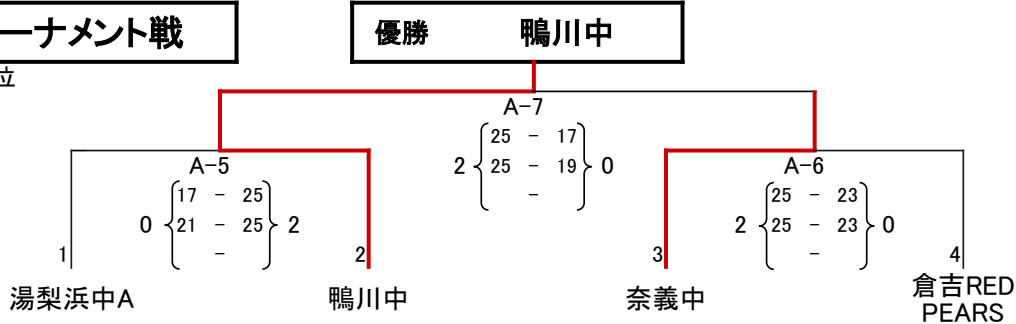 ーナメント戦
優勝 鴨川中
位
A-7
25 - 17
2 25 - 19 0
-
A-5
17 - 25
0 21 - 25 2
-
A-6
25 - 23
2 25 - 23 0
-
1 2 3 4
湯梨浜中A 鴨川中 奈義中 倉吉RED
PEARS